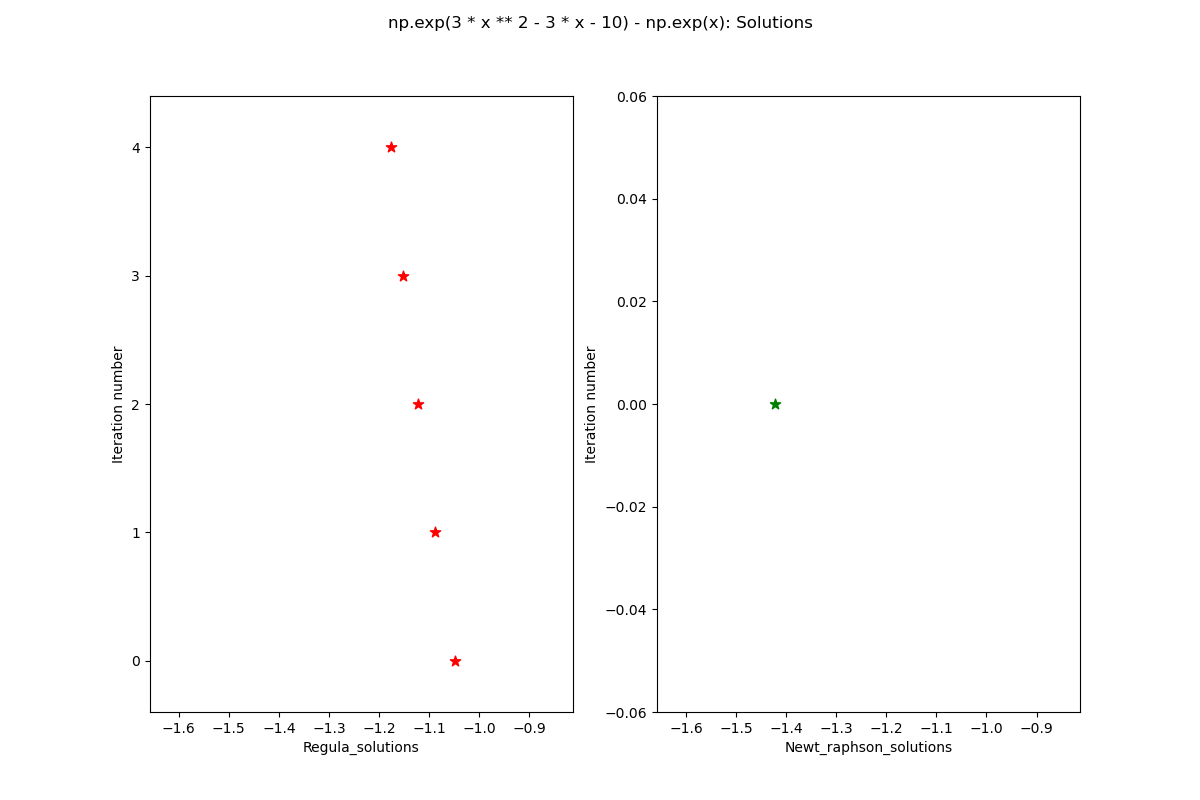 np.exp(3 * x ** 2 - 3 * x - 10) - np.exp(x): Solutions
4
3
2
1
0
Iteration number
−1.6 −1.5 −1.4 −1.3 −1.2 −1.1 −1.0 −0.9
Regula_solutions
0.06
0.04
0.02
0.00
−0.02
−0.04
−0.06
Iteration number
−1.6 −1.5 −1.4 −1.3 −1.2 −1.1 −1.0 −0.9
Newt_raphson_solutions